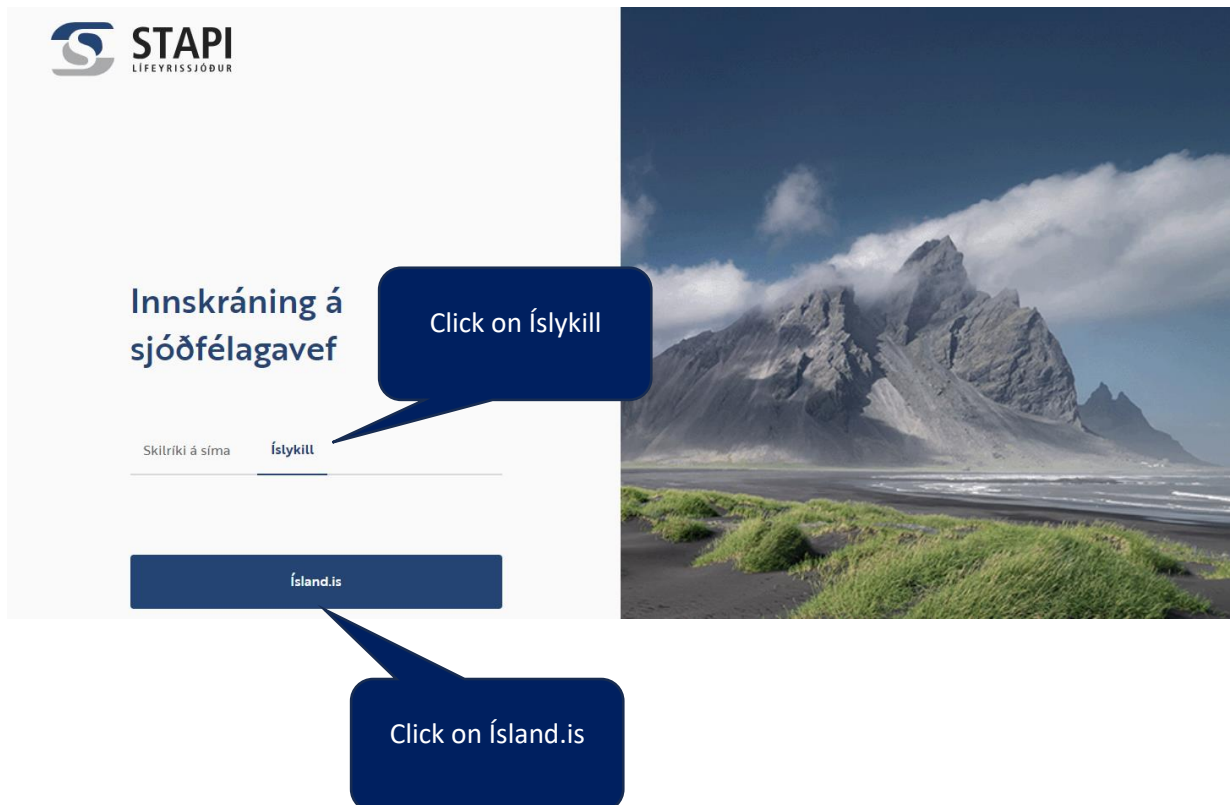 STAPI
LÍFEYRISSJÓÐUR
Innskráning á
sjóðfélagavef
Click on Íslykill
Skilríki á síma
Íslykill
Ísland.is
Click on Ísland.is